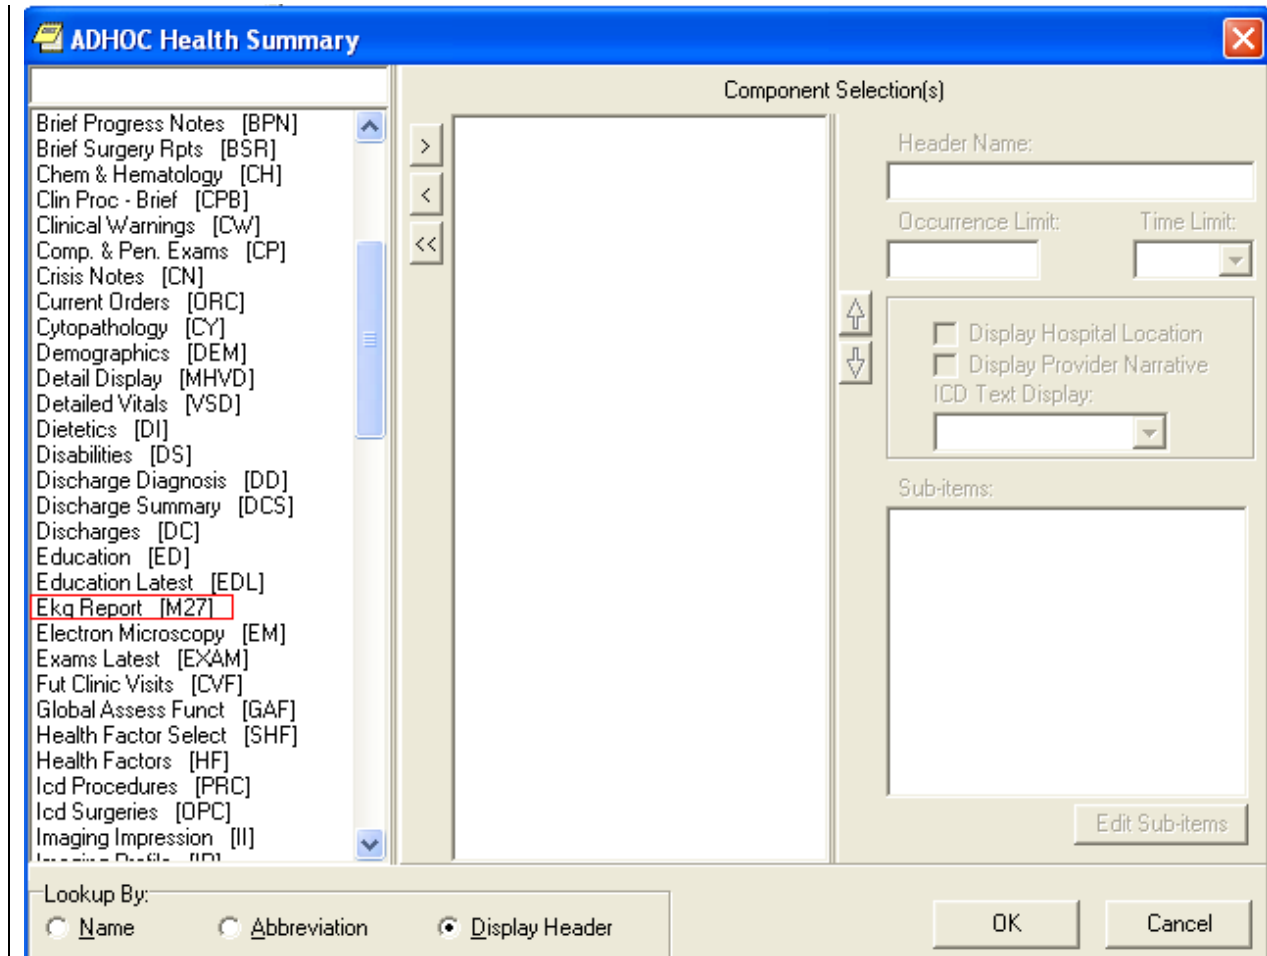 ADHOC Health Summary
Component Selection(s)
Brief Progress Notes [BPN]
Brief Surgery Rpts [BSR]
Chem & Hematology [CH]
Clin Proc - Brief [CPB]
Clinical Warnings [CW]
Comp. & Pen. Exams [CP]
Crisis Notes [CN]
Current Orders [ORC]
Cytopathology [CY]
Demographics [DEM]
Detail Display [MHVD]
Detailed Vitals [VSD]
Dietetics [DI]
Disabilities [DS]
Discharge Diagnosis [DD]
Discharge Summary [DCS]
Discharges [DC]
Education [ED]
Education Latest [EDL]
Ekg Report [M27]
Electron Microscopy [EM]
Exams Latest [EXAM]
Fut Clinic Visits [CVF]
Global Assess Funct [GAF]
Health Factor Select [SHF]
Health Factors [HF]
Icd Procedures [PRC]
Icd Surgeries [OPC]
Imaging Impression [II]
>
<
<<
Header Name:
Occurrence Limit: Time Limit:
Display Hospital Location
Display Provider Narrative
ICD Text Display:
Sub-items:
Edit Sub-items
Lookup By:
Name Abbreviation Display Header
OK Cancel